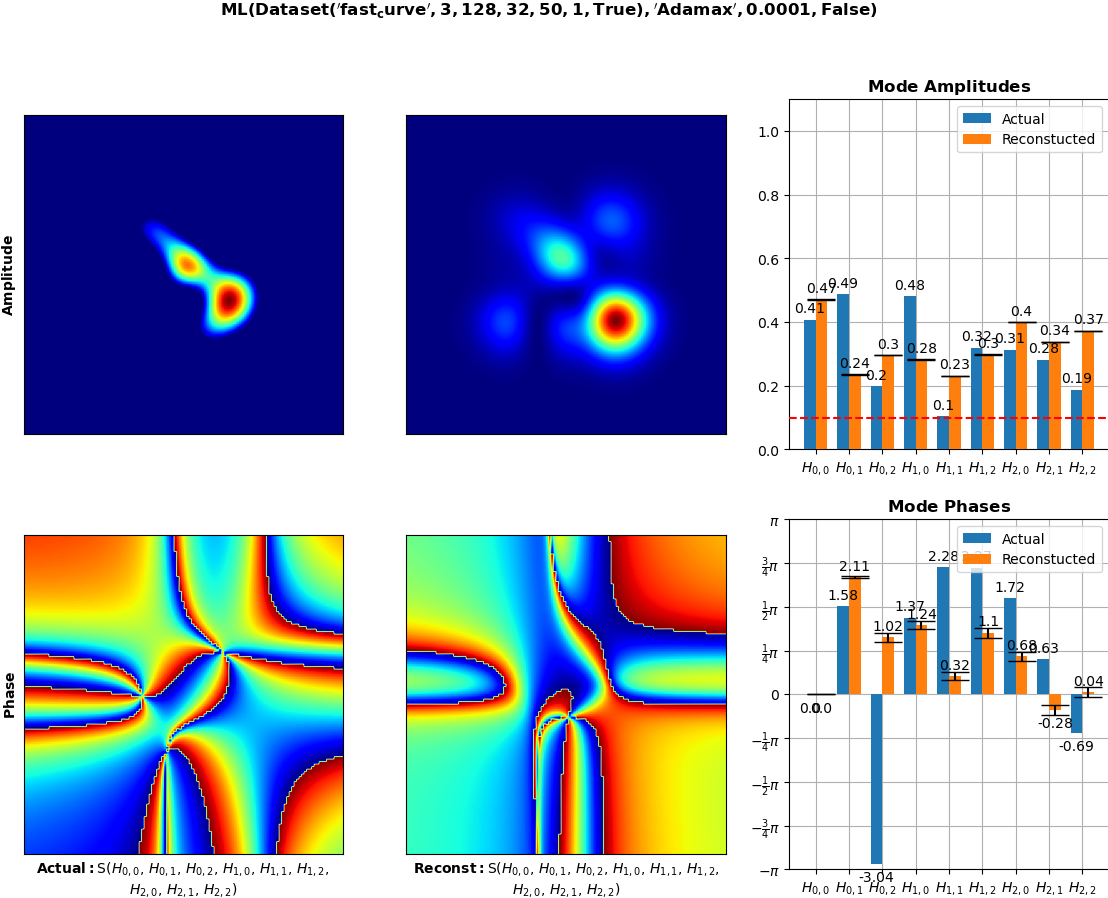 ML(Dataset('fast_curve', 3, 128, 32, 50, 1, True), 'Adamax', 0.0001, False)
Amplitude
Mode Amplitudes
Actual
Reconstucted
1.0
0.8
0.6
0.4
0.2
0.0
0.41 0.47 0.49 0.24 0.2 0.3 0.48 0.28 0.1 0.23 0.32 0.3 0.31 0.4 0.28 0.34 0.19 0.37
H0,0 H0,1 H0,2 H1,0 H1,1 H1,2 H2,0 H2,1 H2,2
Phase
Actual: S(H0,0, H0,1, H0,2, H1,0, H1,1, H1,2,
H2,0, H2,1, H2,2)
Reconst: S(H0,0, H0,1, H0,2, H1,0, H1,1, H1,2,
H2,0, H2,1, H2,2)
Mode Phases
Actual
Reconstucted
π
3/4π
1/2π
1/4π
0
−1/4π
−1/2π
−3/4π
−π
0.0 0.0 1.58 2.11 -3.04 1.02 1.37 1.24 2.28 0.32 1.1 1.72 0.68 0.63 -0.28 -0.69 0.04
H0,0 H0,1 H0,2 H1,0 H1,1 H1,2 H2,0 H2,1 H2,2